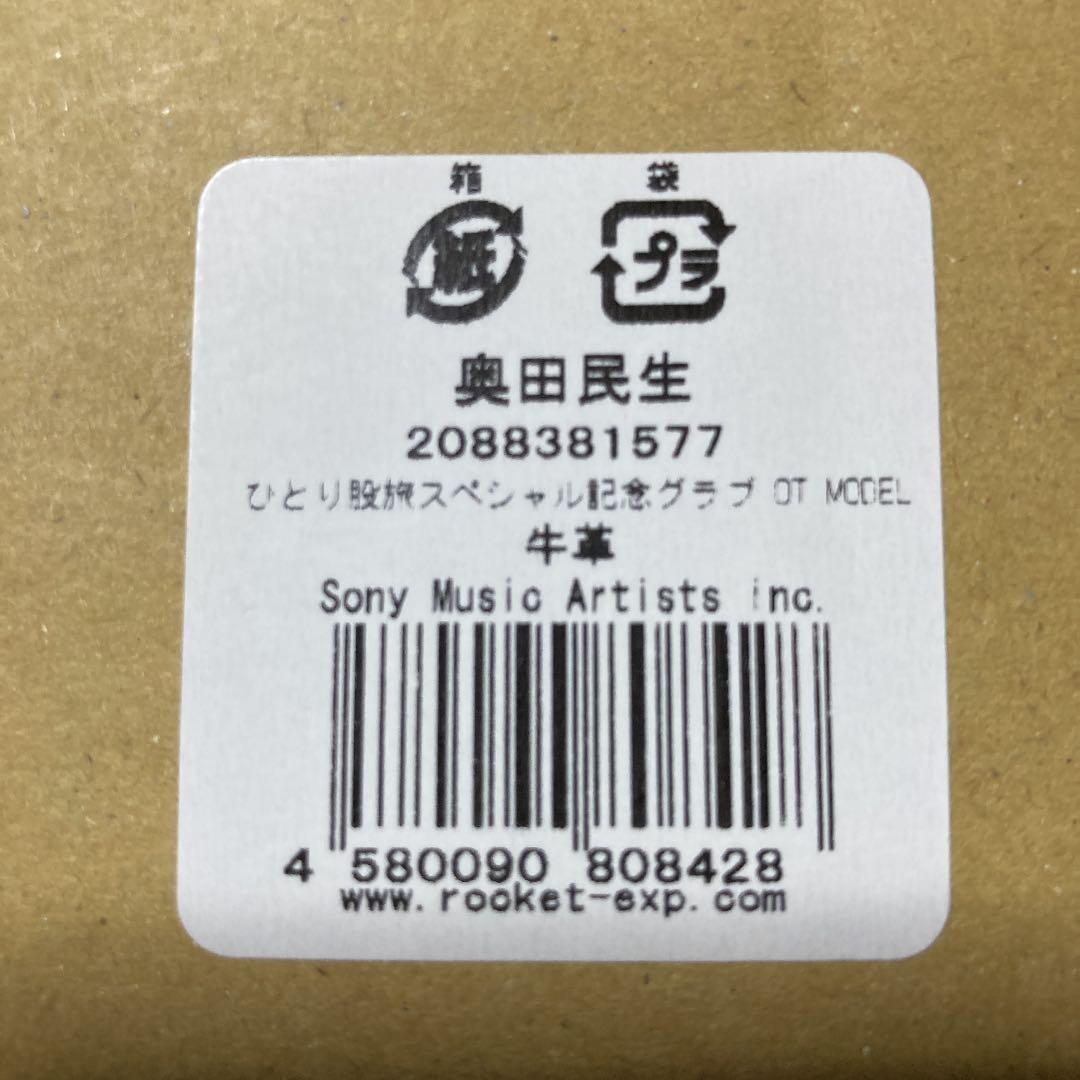 箱 袋
紙 プラ
奥田民生
2088381577
ひとり股旅スペシャル記念グラブ OT MODEL
牛革
Sony Music Artists inc.
4 580090 808428
www.rocket-exp.com